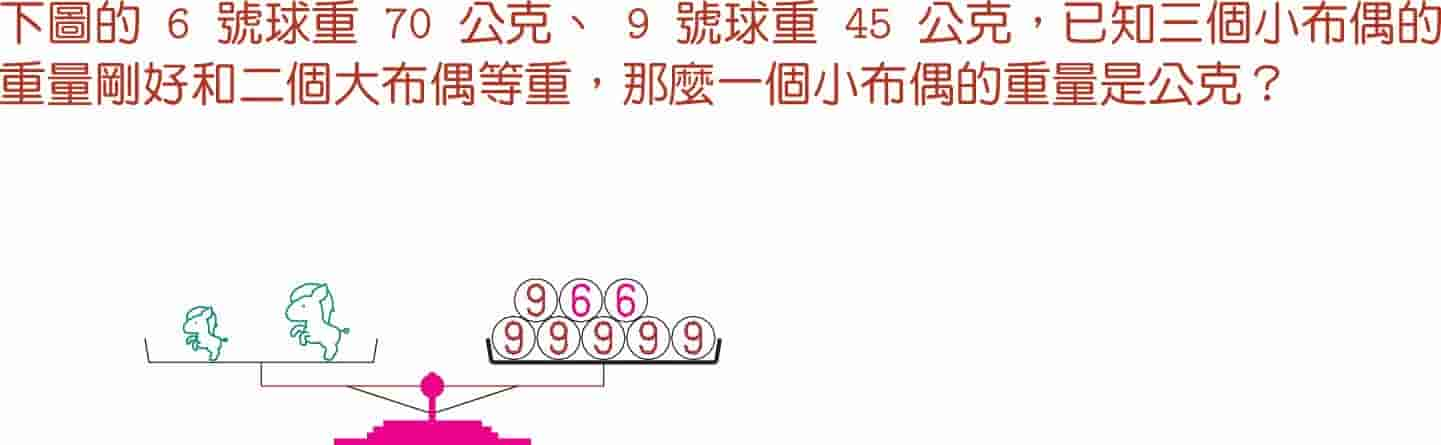 下圖的 6 號球重 70 公克、 9 號球重 45 公克，已知三個小布偶的
重量剛好和二個大布偶等重，那麼一個小布偶的重量是公克？
9 6 6
9 9 9 9 9